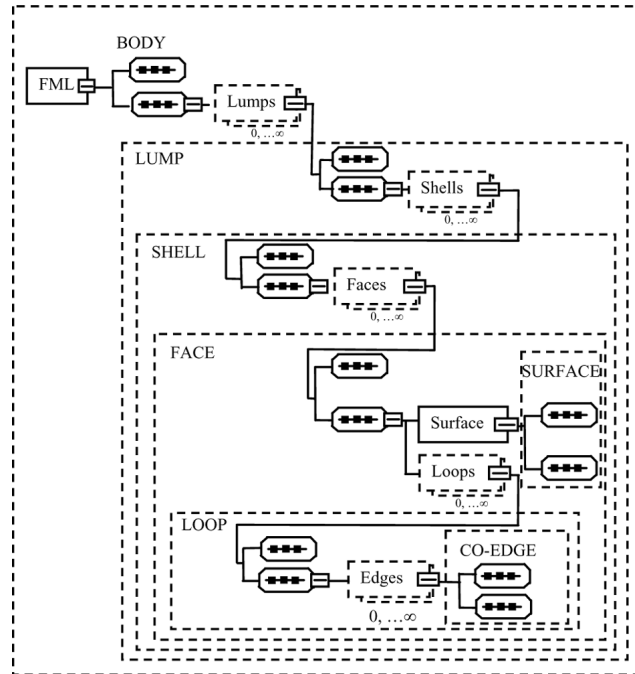 BODY
FML
Lumps
0, ...∞
LUMP
Shells
0, ...∞
SHELL
Faces
0, ...∞
FACE
SURFACE
Surface
Loops
0, ...∞
LOOP
CO-EDGE
Edges
0, ...∞